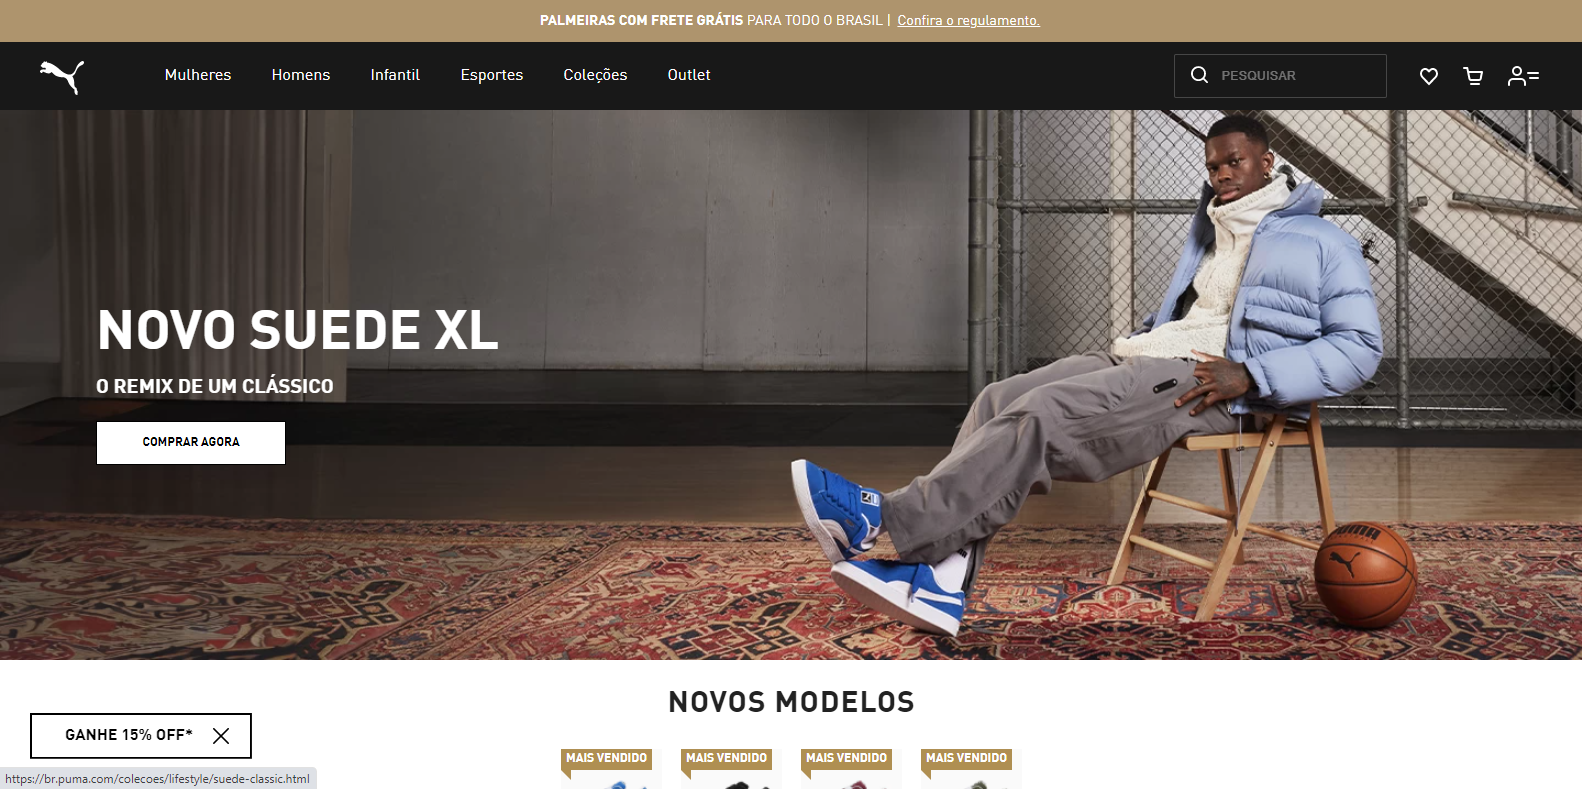 PALMEIRAS COM FRETE GRÁTIS PARA TODO O BRASIL | Confira o regulamento.
Mulheres Homens Infantil Esportes Coleções Outlet PESQUISAR
NOVO SUEDE XL
O REMIX DE UM CLÁSSICO
COMPRAR AGORA
PUMA
NOVOS MODELOS
GANHE 15% OFF*
MAIS VENDIDO MAIS VENDIDO MAIS VENDIDO MAIS VENDIDO
https://br.puma.com/colecoes/lifestyle/suede-classic.html